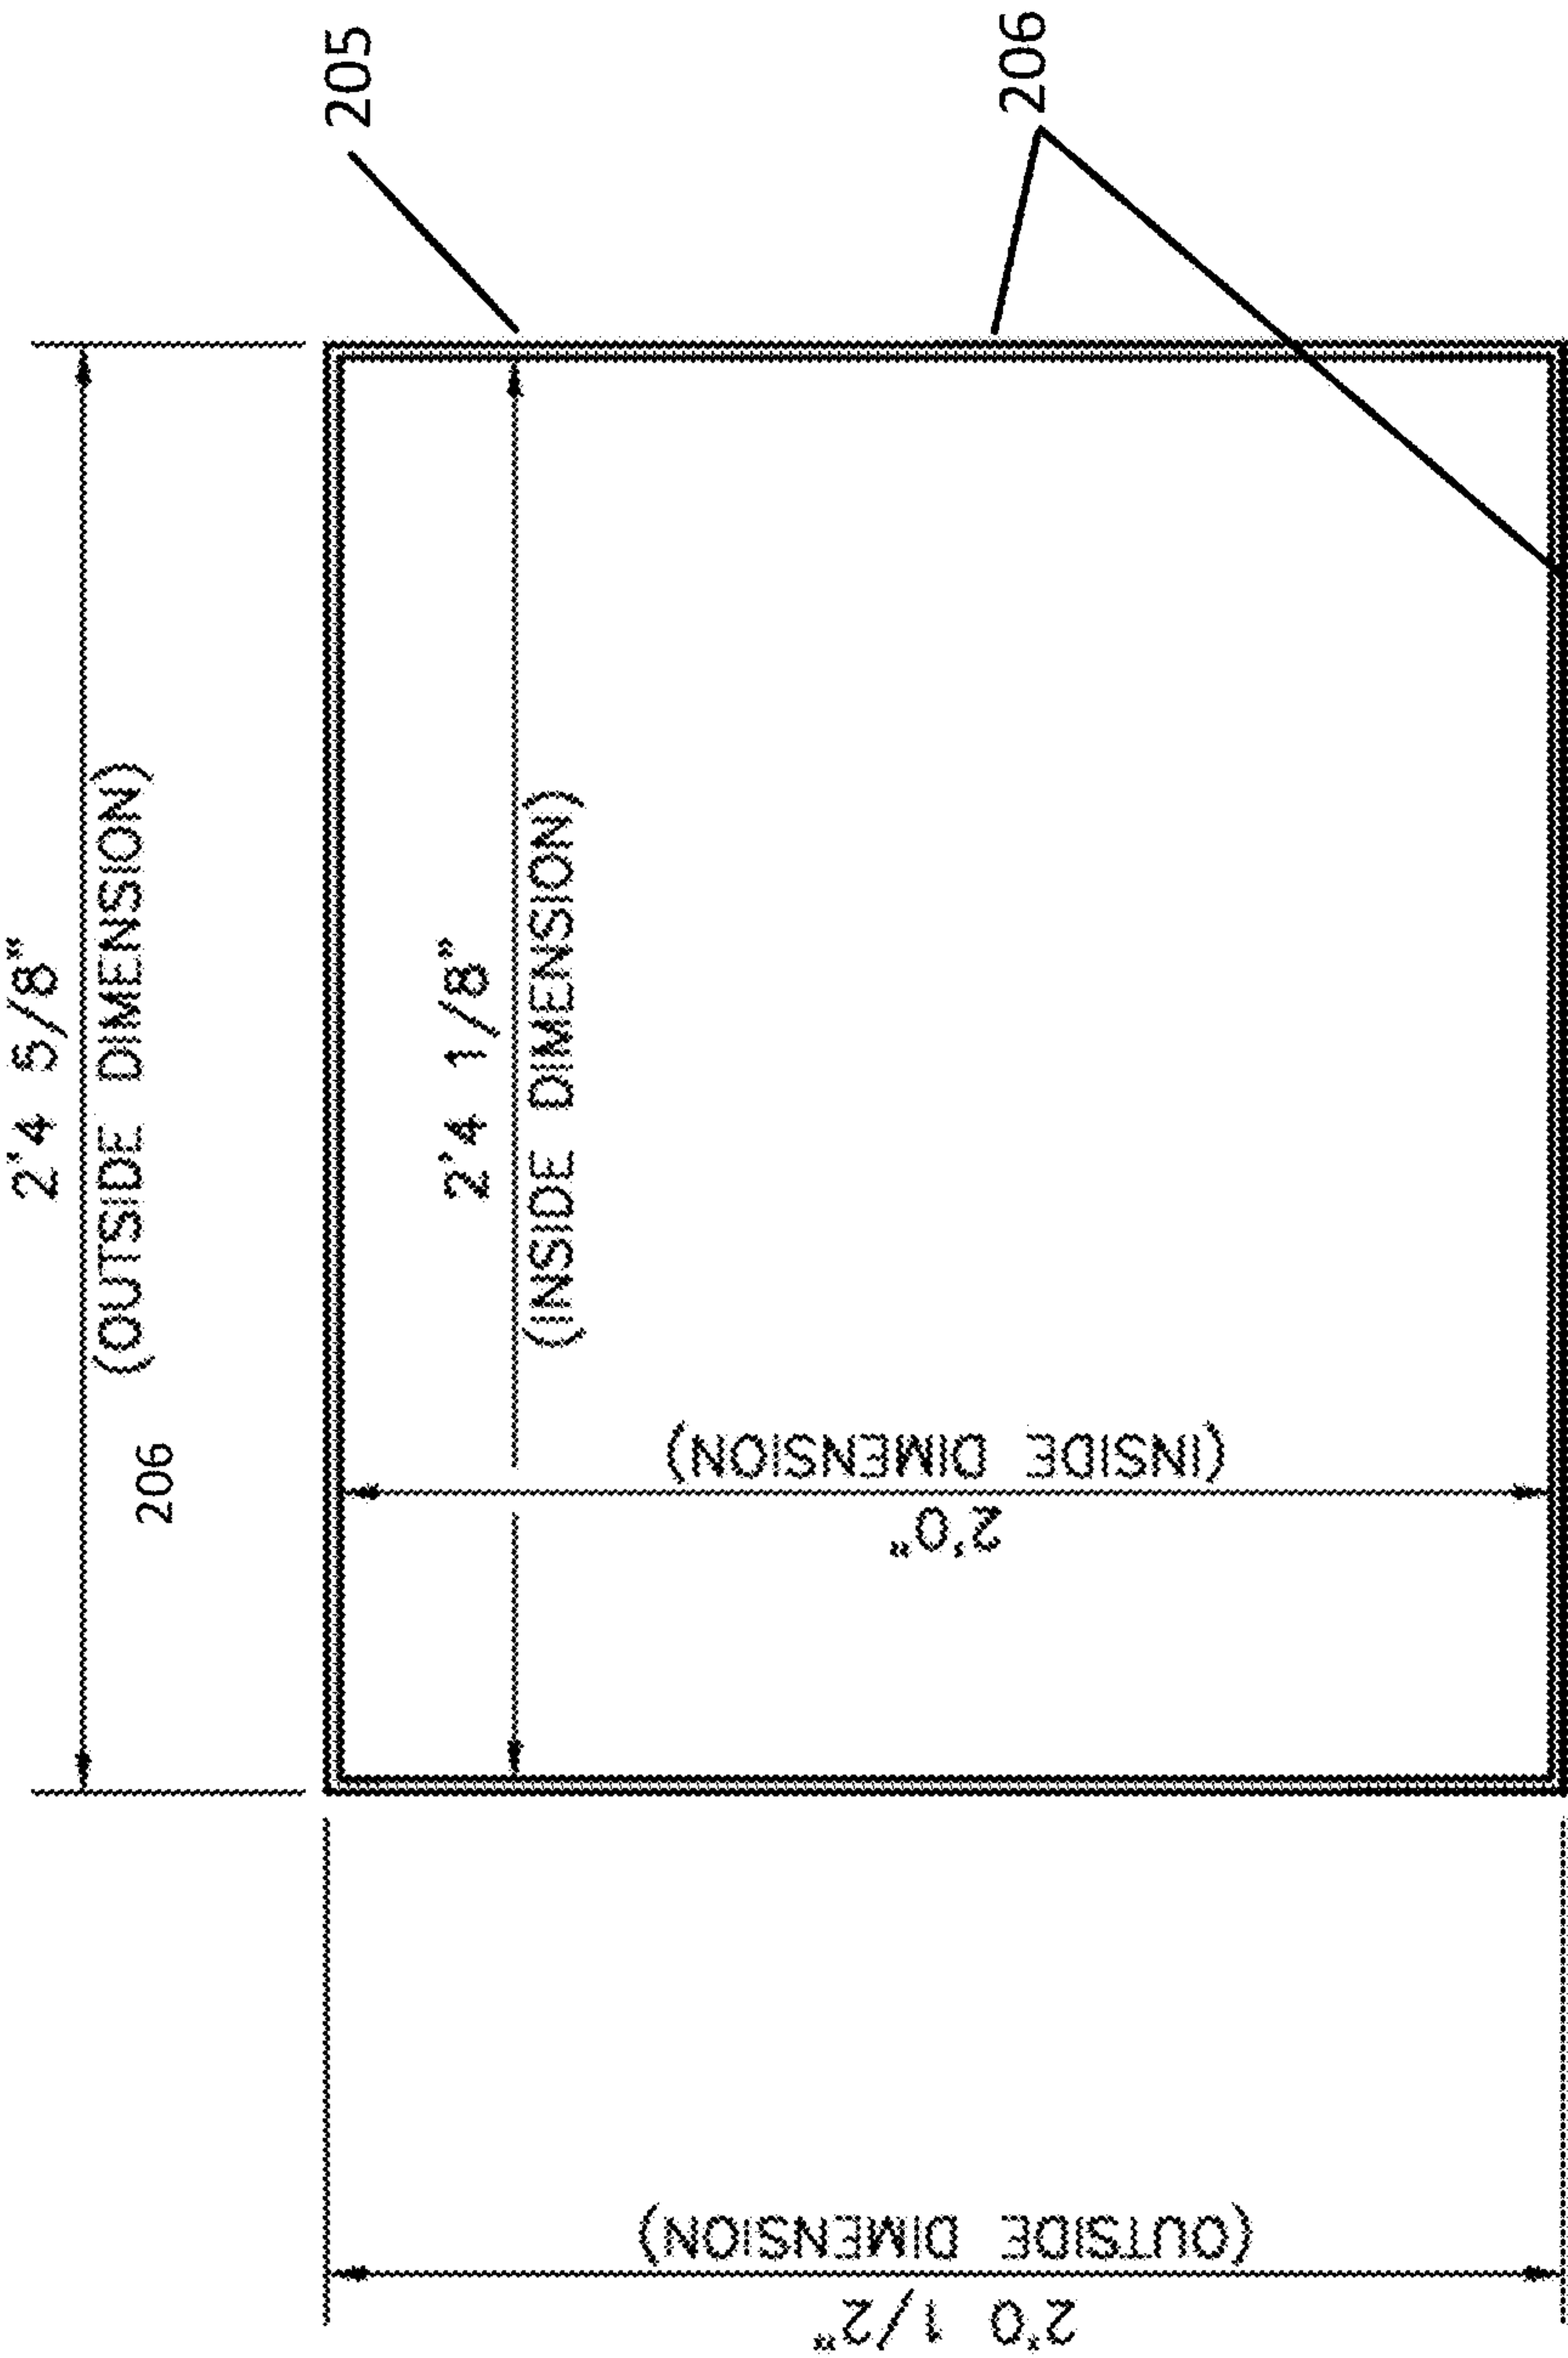 2'4 5/8"
(OUTSIDE DIMENSION)
206
205
2'4 1/8"
(INSIDE DIMENSION)
206
(INSIDE DIMENSION)
2'0"
(OUTSIDE DIMENSION)
2'0 1/2"